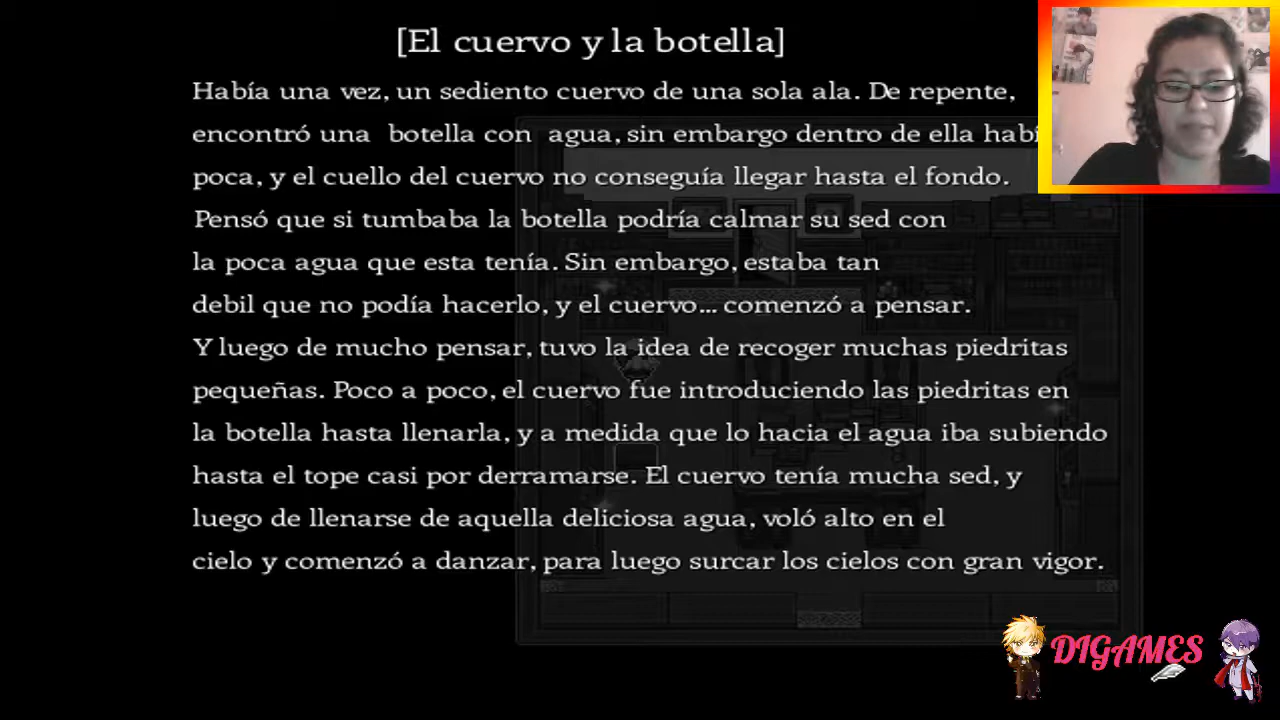 [El cuervo y la botella]
Había una vez, un sediento cuervo de una sola ala. De repente,
encontró una botella con agua, sin embargo dentro de ella
poca, y el cuello del cuervo no conseguía llegar hasta el fondo.
Pensó que si tumbaba la botella podría calmar su sed con
la poca agua que esta tenía. Sin embargo, estaba tan
debil que no podía hacerlo, y el cuervo... comenzó a pensar.
Y luego de mucho pensar, tuvo la idea de recoger muchas piedritas
pequeñas. Poco a poco, el cuervo fue introduciendo las piedritas en
la botella hasta llenarla, y a medida que lo hacia el agua iba subiendo
hasta el tope casi por derramarse. El cuervo tenía mucha sed, y
luego de llenarse de aquella deliciosa agua, voló alto en el
cielo y comenzó a danzar, para luego surcar los cielos con gran vigor.
DIGAMES